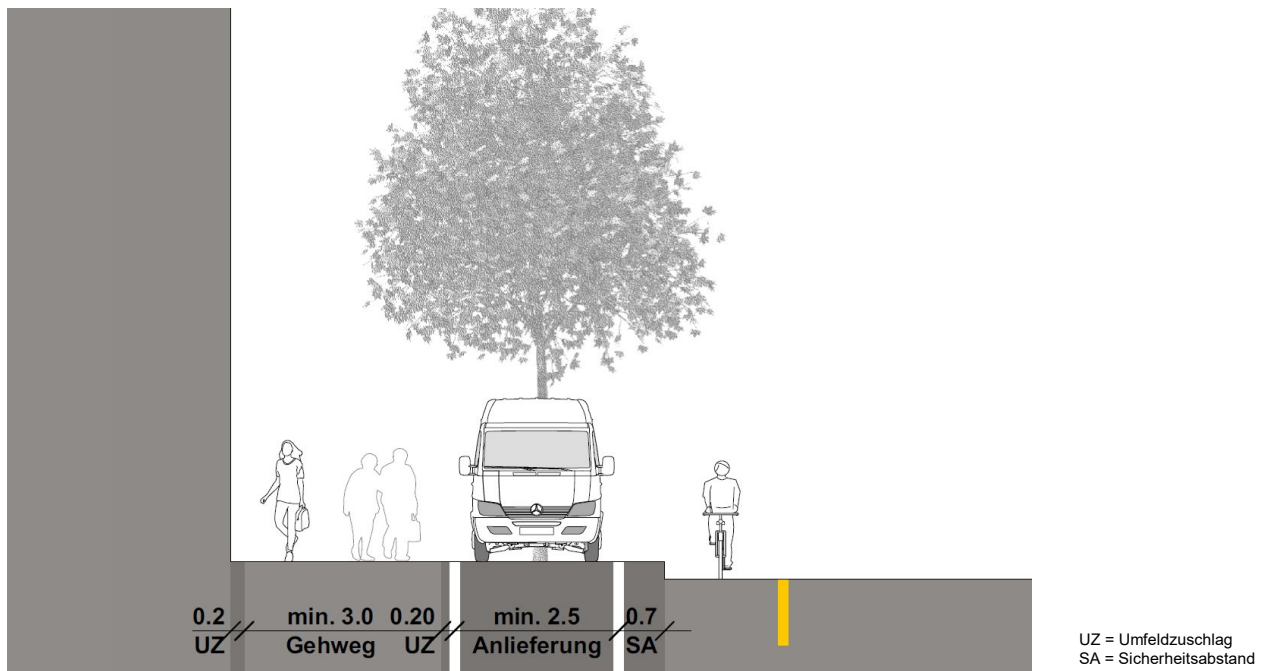 0.2 min. 3.0 0.20 min. 2.5 0.7
UZ Gehweg UZ Anlieferung SA
UZ = Umfeldzuschlag
SA = Sicherheitsabstand